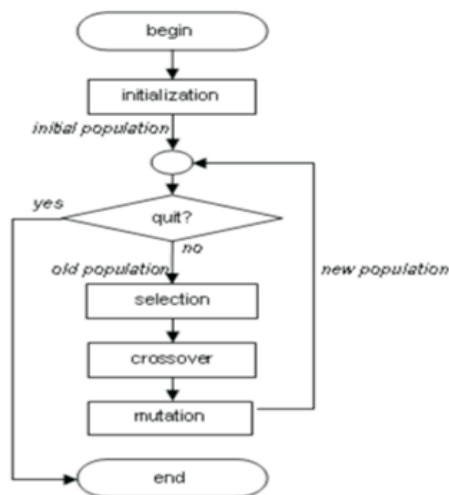 begin
initialization
initial population
yes
quit?
no
old population
new population
selection
crossover
mutation
end